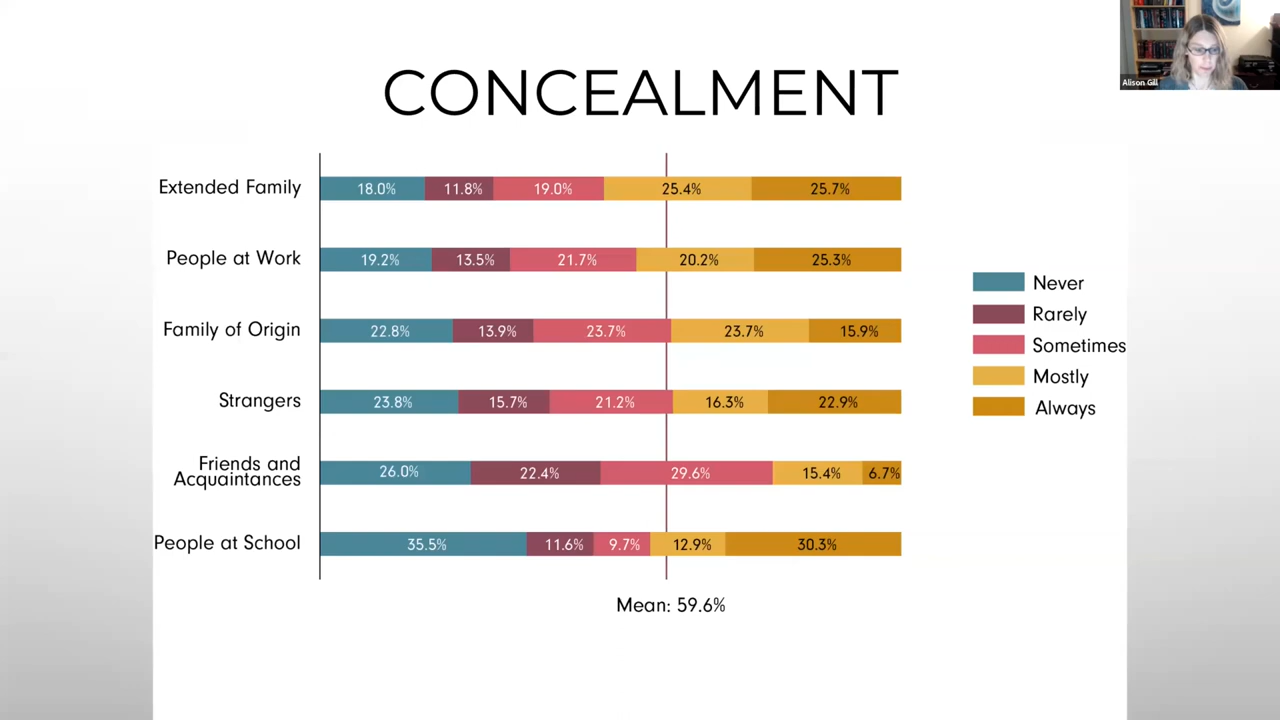 Alison Gill
CONCEALMENT
Extended Family 18.0% 11.8% 19.0% 25.4% 25.7%
People at Work 19.2% 13.5% 21.7% 20.2% 25.3%
Family of Origin 22.8% 13.9% 23.7% 23.7% 15.9%
Strangers 23.8% 15.7% 21.2% 16.3% 22.9%
Friends and
Acquaintances 26.0% 22.4% 29.6% 15.4% 6.7%
People at School 35.5% 11.6% 9.7% 12.9% 30.3%
Mean: 59.6%
Never
Rarely
Sometimes
Mostly
Always